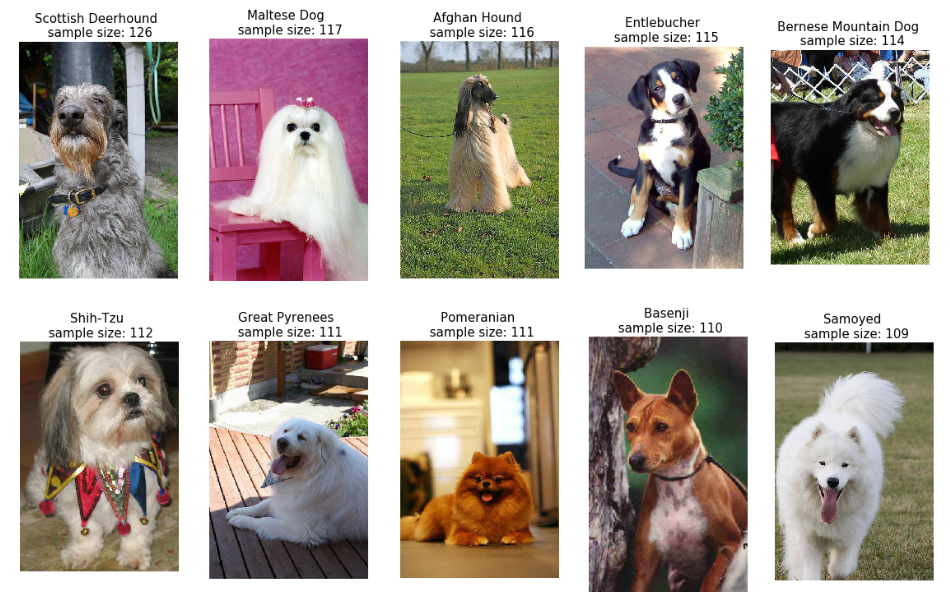 Scottish Deerhound
sample size: 126
Maltese Dog
sample size: 117
Afghan Hound
sample size: 116
Entlebucher
sample size: 115
Bernese Mountain Dog
sample size: 114
Shih-Tzu
sample size: 112
Great Pyrenees
sample size: 111
Pomeranian
sample size: 111
Basenji
sample size: 110
Samoyed
sample size: 109